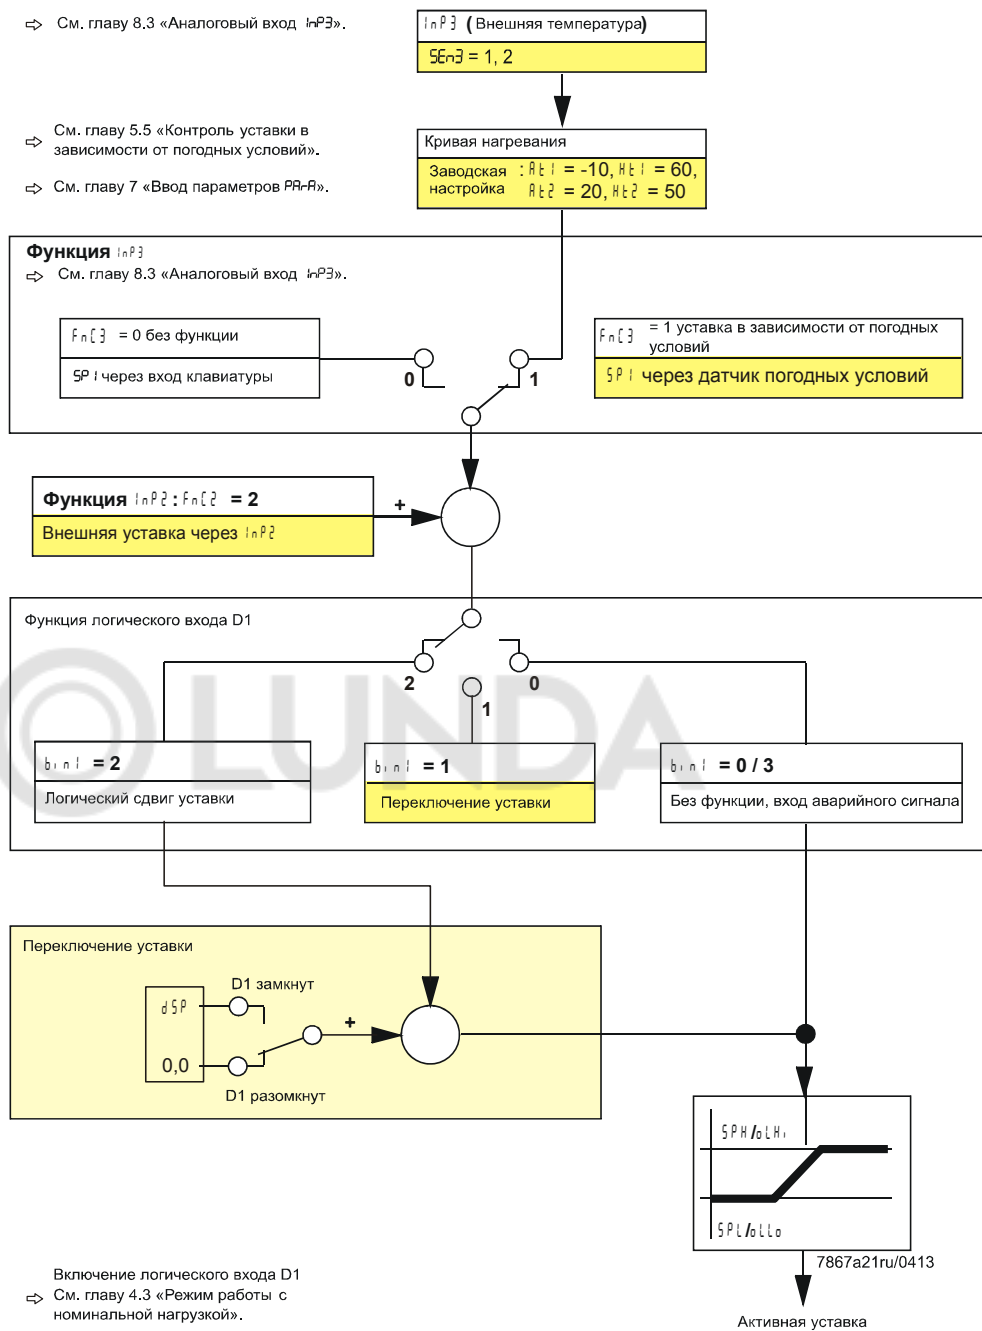 ⇨ См. главу 8.3 «Аналоговый вход InP3».
InP3 (Внешняя температура)
SEn3 = 1, 2
⇨ См. главу 5.5 «Контроль уставки в
зависимости от погодных условий».
⇨ См. главу 7 «Ввод параметров PArA».
Кривая нагревания
Заводская : At1 = -10, Ht1 = 60,
настройка At2 = 20, Ht2 = 50
Функция InP3
⇨ См. главу 8.3 «Аналоговый вход InP3».
FnC3 = 0 без функции
SP1 через вход клавиатуры
0
1
FnC3 = 1 уставка в зависимости от погодных
условий
SP1 через датчик погодных условий
Функция InP2 : FnC2 = 2
Внешняя уставка через InP2
+
Функция логического входа D1
2
0
1
LUNDA
bin1 = 2
Логический сдвиг уставки
bin1 = 1
Переключение уставки
bin1 = 0 / 3
Без функции, вход аварийного сигнала
Переключение уставки
D1 замкнут
dSP
+
0,0
D1 разомкнут
SPH/oLHi
SPL/oLLo
7867a21ru/0413
Включение логического входа D1
⇨ См. главу 4.3 «Режим работы с
номинальной нагрузкой».
Активная уставка